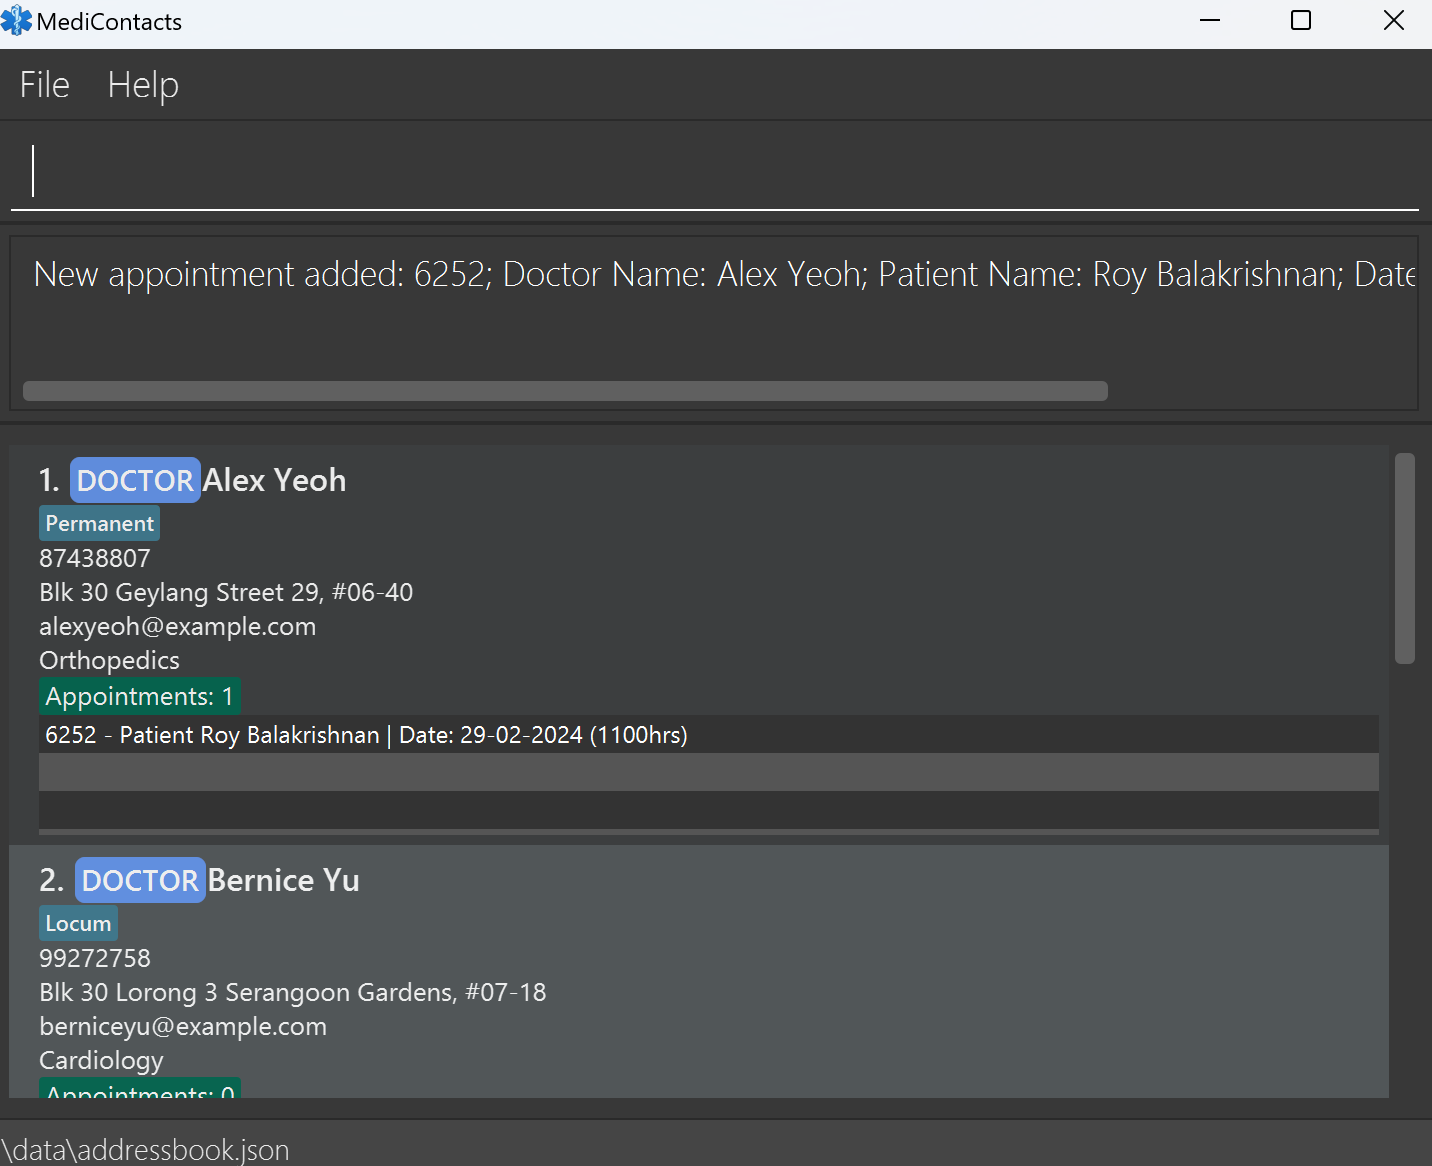 MediContacts
File Help
New appointment added: 6252; Doctor Name: Alex Yeoh; Patient Name: Roy Balakrishnan; Date
1. DOCTOR Alex Yeoh
Permanent
87438807
Blk 30 Geylang Street 29, #06-40
alexyeoh@example.com
Orthopedics
Appointments: 1
6252 - Patient Roy Balakrishnan | Date: 29-02-2024 (1100hrs)
2. DOCTOR Bernice Yu
Locum
99272758
Blk 30 Lorong 3 Serangoon Gardens, #07-18
berniceyu@example.com
Cardiology
Appointments: 0
\data\addressbook.json